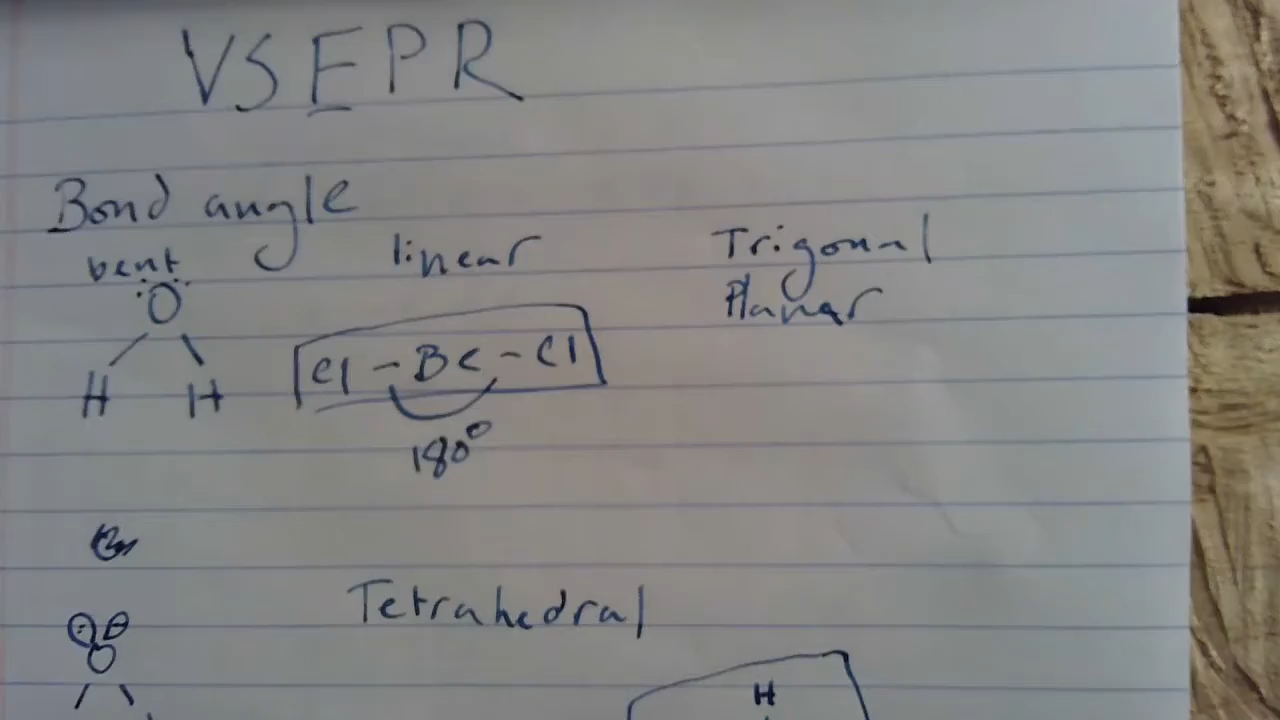 VSEPR
Bond angle
bent
linear
Trigonal
Planar
O
H H
Cl - Be - Cl
180°
Tetrahedral
O
H